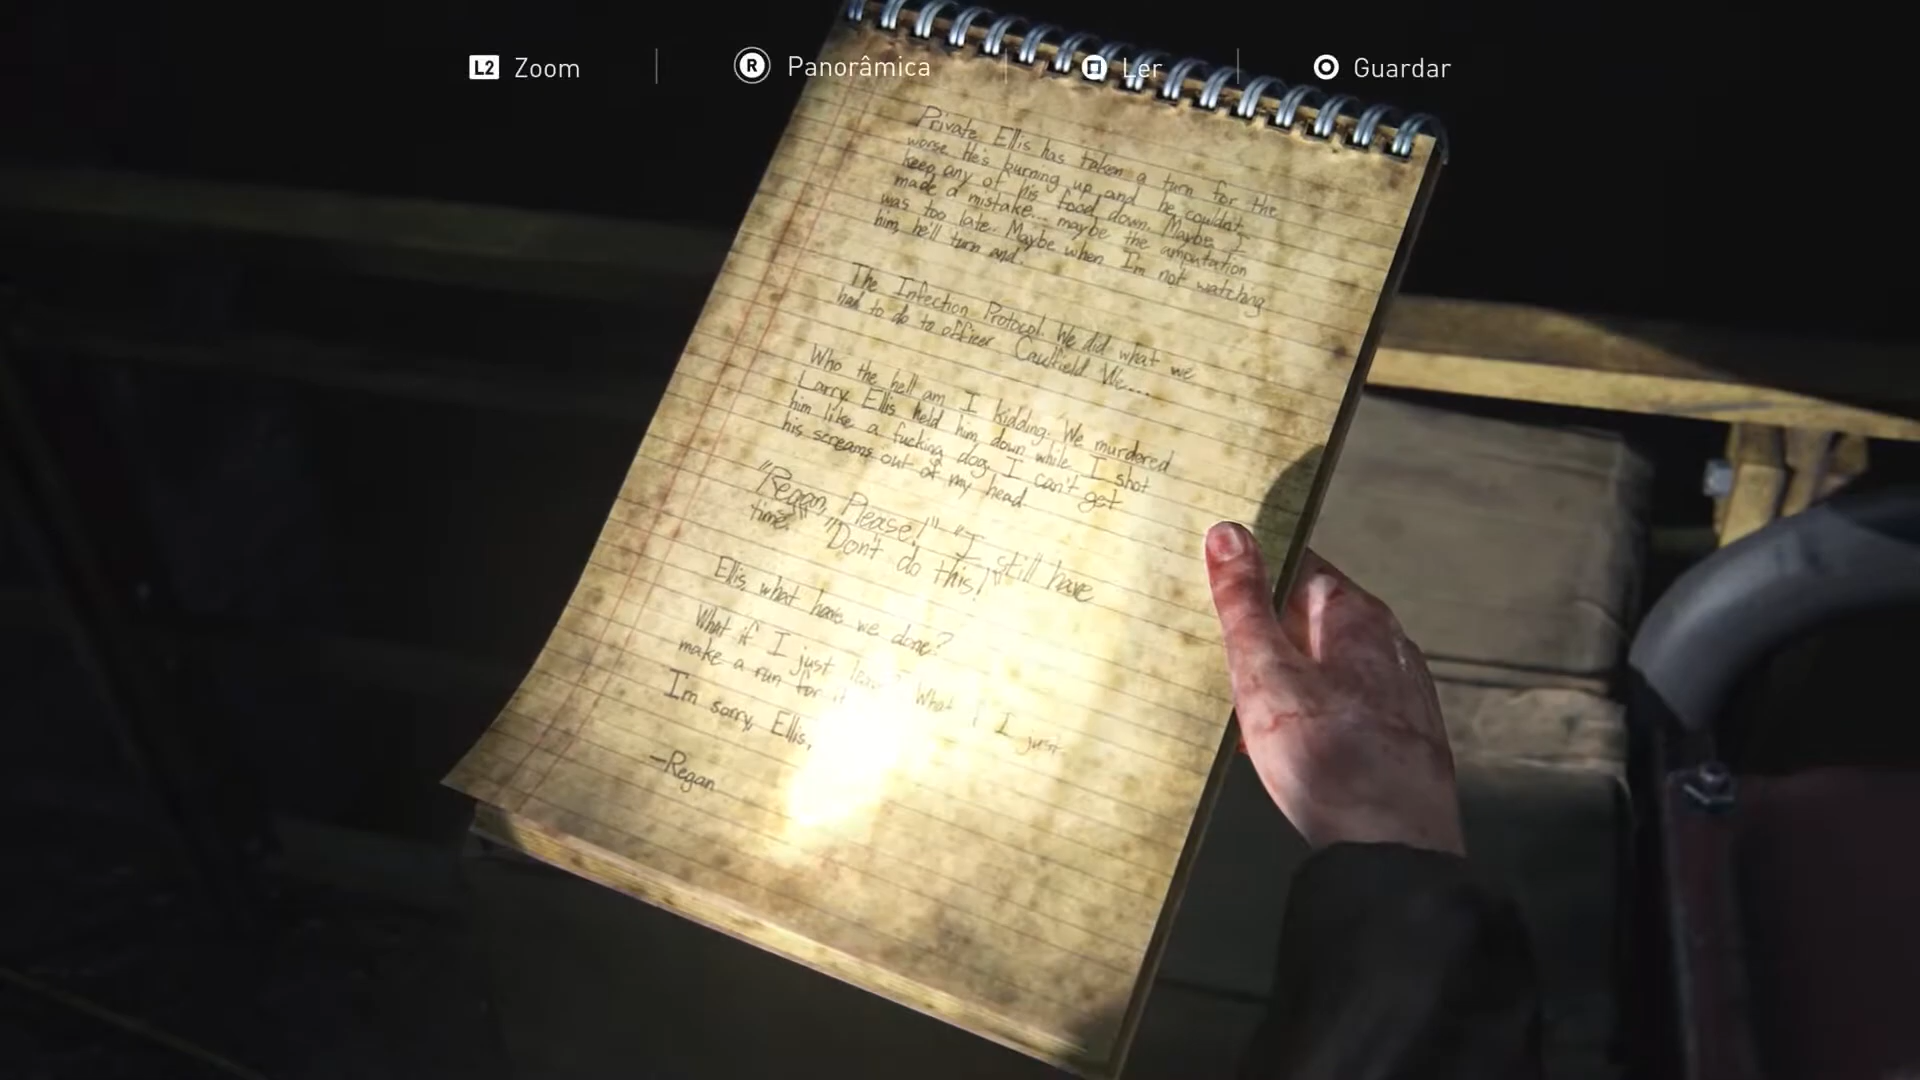 L2 Zoom R Panorâmica Ler Guardar
Private Ellis has taken a turn for the
worse He's burning up and he couldn't
keep any of his food down. Maybe I
made a mistake... maybe the amputation
was too late. Maybe when I'm not watching
him, he'll turn and.
The Infection Protocol. We did what we
had to do to officer Caulfield We....
Who the hell am I kidding. We murdered
Larry. Ellis held him down while I shot
him like a fucking dog. I can't get
his screams out of my head.
"Regan, Please!" "I still have
time." "Don't do this!"
Ellis, what have we done?
What if I just What I just
make a run for it
I'm sorry, Ellis,
-Regan